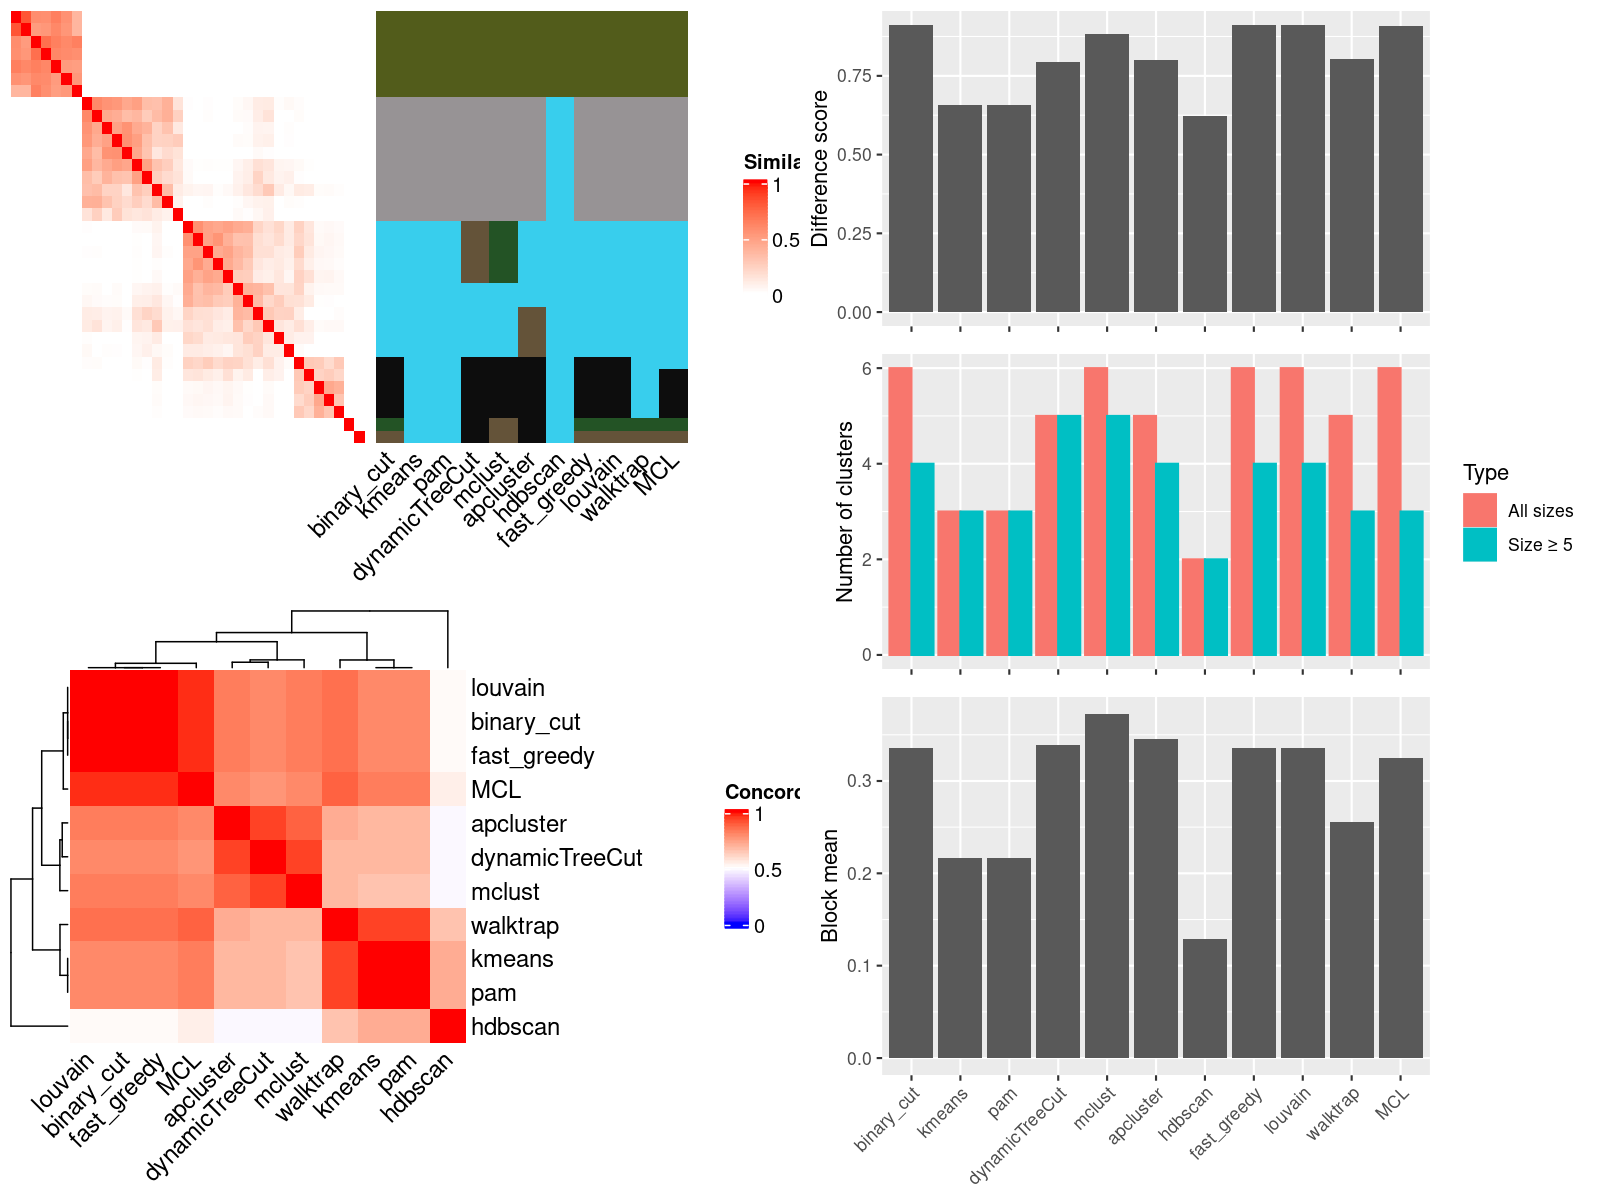 Simila
1
0.5
0
binary_cut
kmeans
pam
dynamicTreeCut
mclust
apcluster
hdbscan
fast_greedy
louvain
walktrap
MCL
louvain
binary_cut
fast_greedy
MCL
apcluster
dynamicTreeCut
mclust
walktrap
kmeans
pam
hdbscan
louvain
binary_cut
fast_greedy
MCL
apcluster
dynamicTreeCut
mclust
walktrap
kmeans
pam
hdbscan
Concord
1
0.5
0
Difference score
0.75
0.50
0.25
0.00
Number of clusters
6
4
2
0
Type
All sizes
Size ≥ 5
Block mean
0.3
0.2
0.1
0.0
binary_cut
kmeans
pam
dynamicTreeCut
mclust
apcluster
hdbscan
fast_greedy
louvain
walktrap
MCL